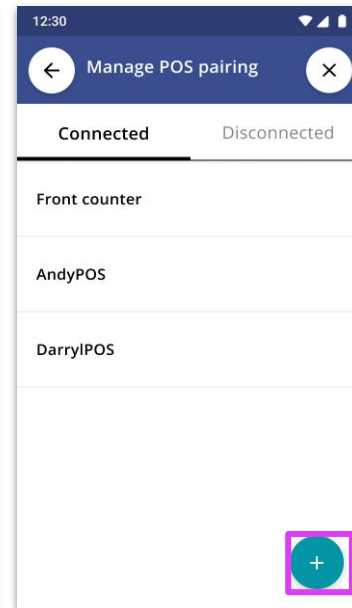 12:30
Manage POS pairing
Connected Disconnected
Front counter
AndyPOS
DarrylPOS
+